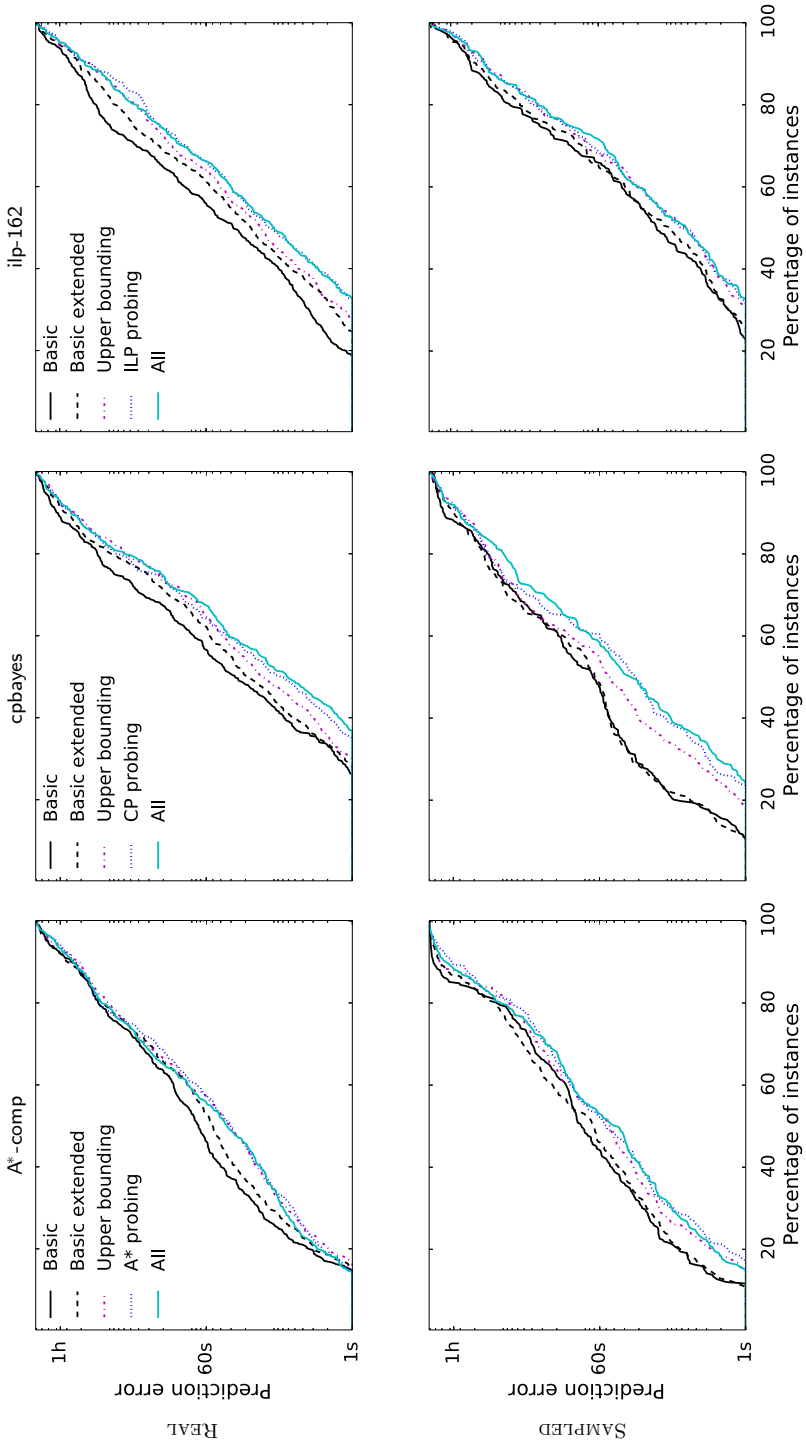 A*-comp
cpbayes
ilp-162
REAL
Prediction error
1h
60s
1s
Basic
Basic extended
Upper bounding
A* probing
All
Basic
Basic extended
Upper bounding
CP probing
All
Basic
Basic extended
Upper bounding
ILP probing
All
SAMPLED
Prediction error
1h
60s
1s
20 40 60 80 100
Percentage of instances
20 40 60 80 100
Percentage of instances
20 40 60 80 100
Percentage of instances